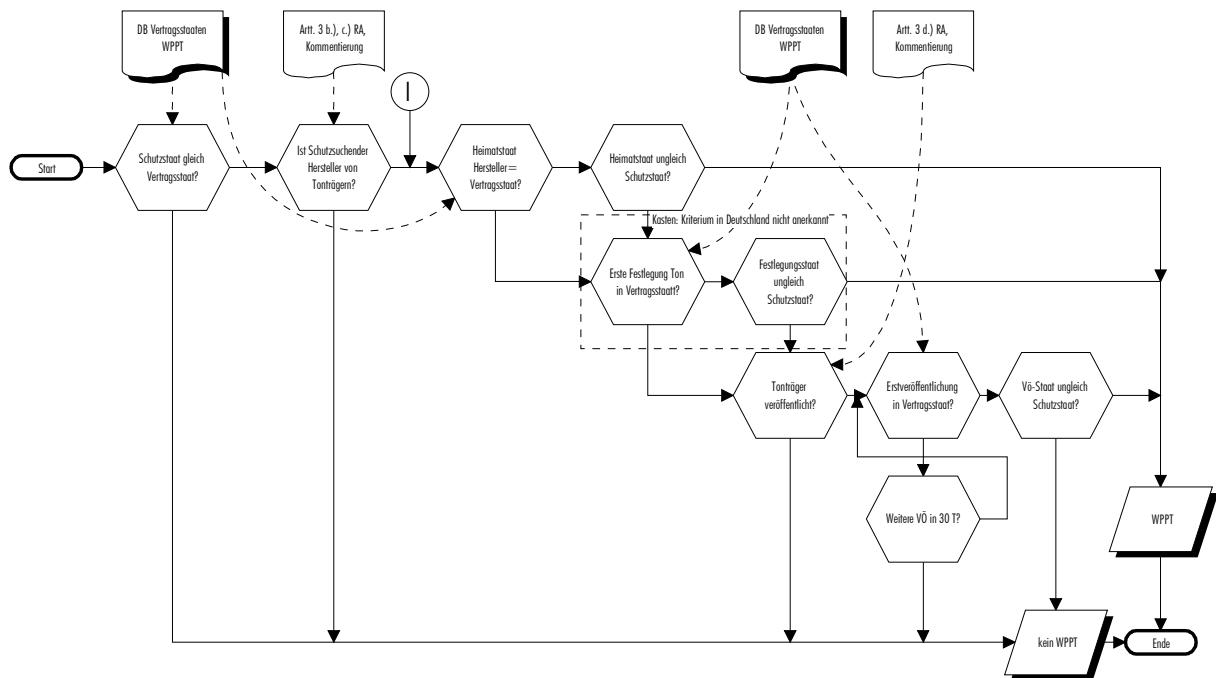 DB Vertragsstaaten
WPPT
Artt. 3 b.), c.) RA,
Kommentierung
DB Vertragsstaaten
WPPT
Artt. 3 d.) RA,
Kommentierung
I
Start
Schutzstaat gleich
Vertragsstaat?
Ist Schutzsuchender
Hersteller von
Tonträgern?
Heimatstaat
Hersteller=
Vertragsstaat?
Heimatstaat ungleich
Schutzstaat?
Kasten: Kriterium in Deutschland nicht anerkannt
Erste Festlegung Ton
in Vertragsstaatt?
Festlegungsstaat
ungleich
Schutzstaat?
Tonträger
veröffentlicht?
Erstveröffentlichung
in Vertragsstaat?
Vö-Staat ungleich
Schutzstaat?
Weitere VÖ in 30 T?
WPPT
kein WPPT
Ende